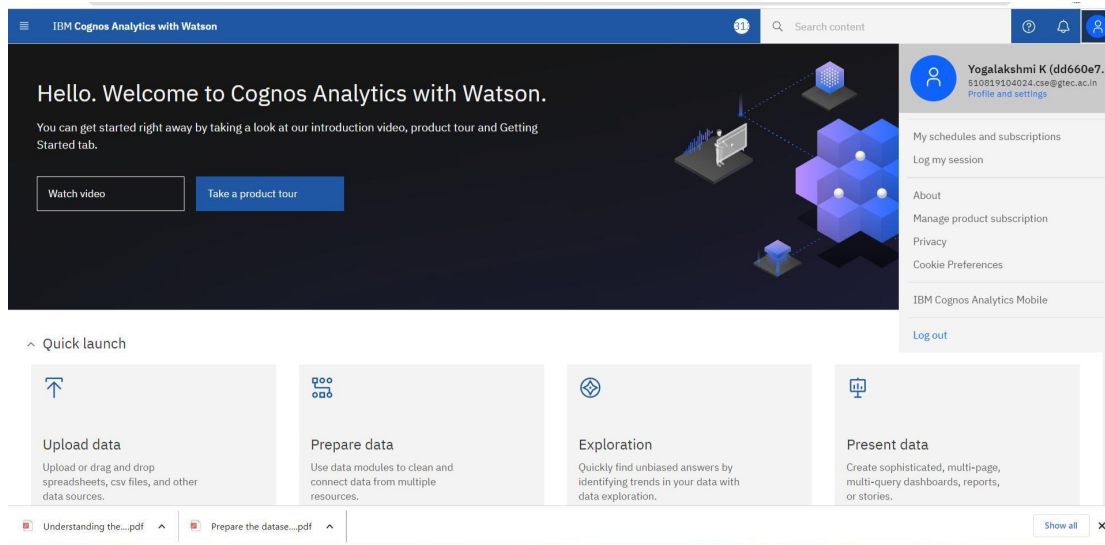 IBM Cognos Analytics with Watson
Search content
Yogalakshmi K (dd660e7.
510819104024.cse@gtec.ac.in
Profile and settings
My schedules and subscriptions
Log my session
About
Manage product subscription
Privacy
Cookie Preferences
IBM Cognos Analytics Mobile
Log out
Hello. Welcome to Cognos Analytics with Watson.
You can get started right away by taking a look at our introduction video, product tour and Getting
Started tab.
Watch video
Take a product tour
Quick launch
Upload data
Upload or drag and drop
spreadsheets, csv files, and other
data sources.
Prepare data
Use data modules to clean and
connect data from multiple
resources.
Exploration
Quickly find unbiased answers by
identifying trends in your data with
data exploration.
Present data
Create sophisticated, multi-page,
multi-query dashboards, reports,
or stories.
Understanding the....pdf
Prepare the datase....pdf
Show all